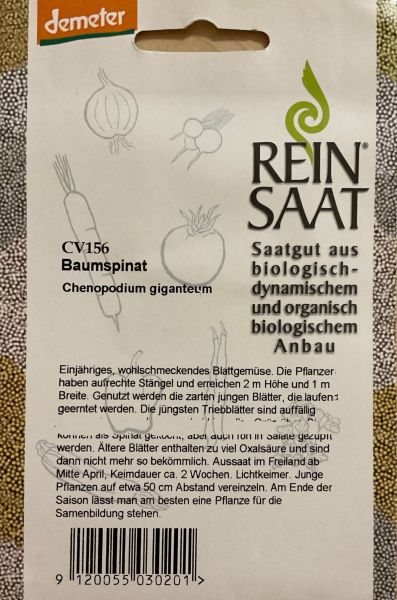 demeter
REIN®
SAAT
Saatgut aus
biologisch-
dynamischem
und organisch
biologischem
Anbau
CV156
Baumspinat
Chenopodium giganteum
Einjähriges, wohlschmeckendes Blattgemüse. Die Pflanzen
haben aufrechte Stängel und erreichen 2 m Höhe und 1 m
Breite. Genutzt werden die zarten jungen Blätter, die laufen
geerntet werden. Die jüngsten Triebblätter sind auffällig
können als Spinat gekocht, aber auch roh in Salate gezupft
werden. Ältere Blätter enthalten zu viel Oxalsäure und sind
dann nicht mehr so bekömmlich. Aussaat im Freiland ab
Mitte April, Keimdauer ca. 2 Wochen. Lichtkeimer. Junge
Pflanzen auf etwa 50 cm Abstand vereinzeln. Am Ende der
Saison lässt man am besten eine Pflanze für die
Samenbildung stehen.
9 120055 030201 >